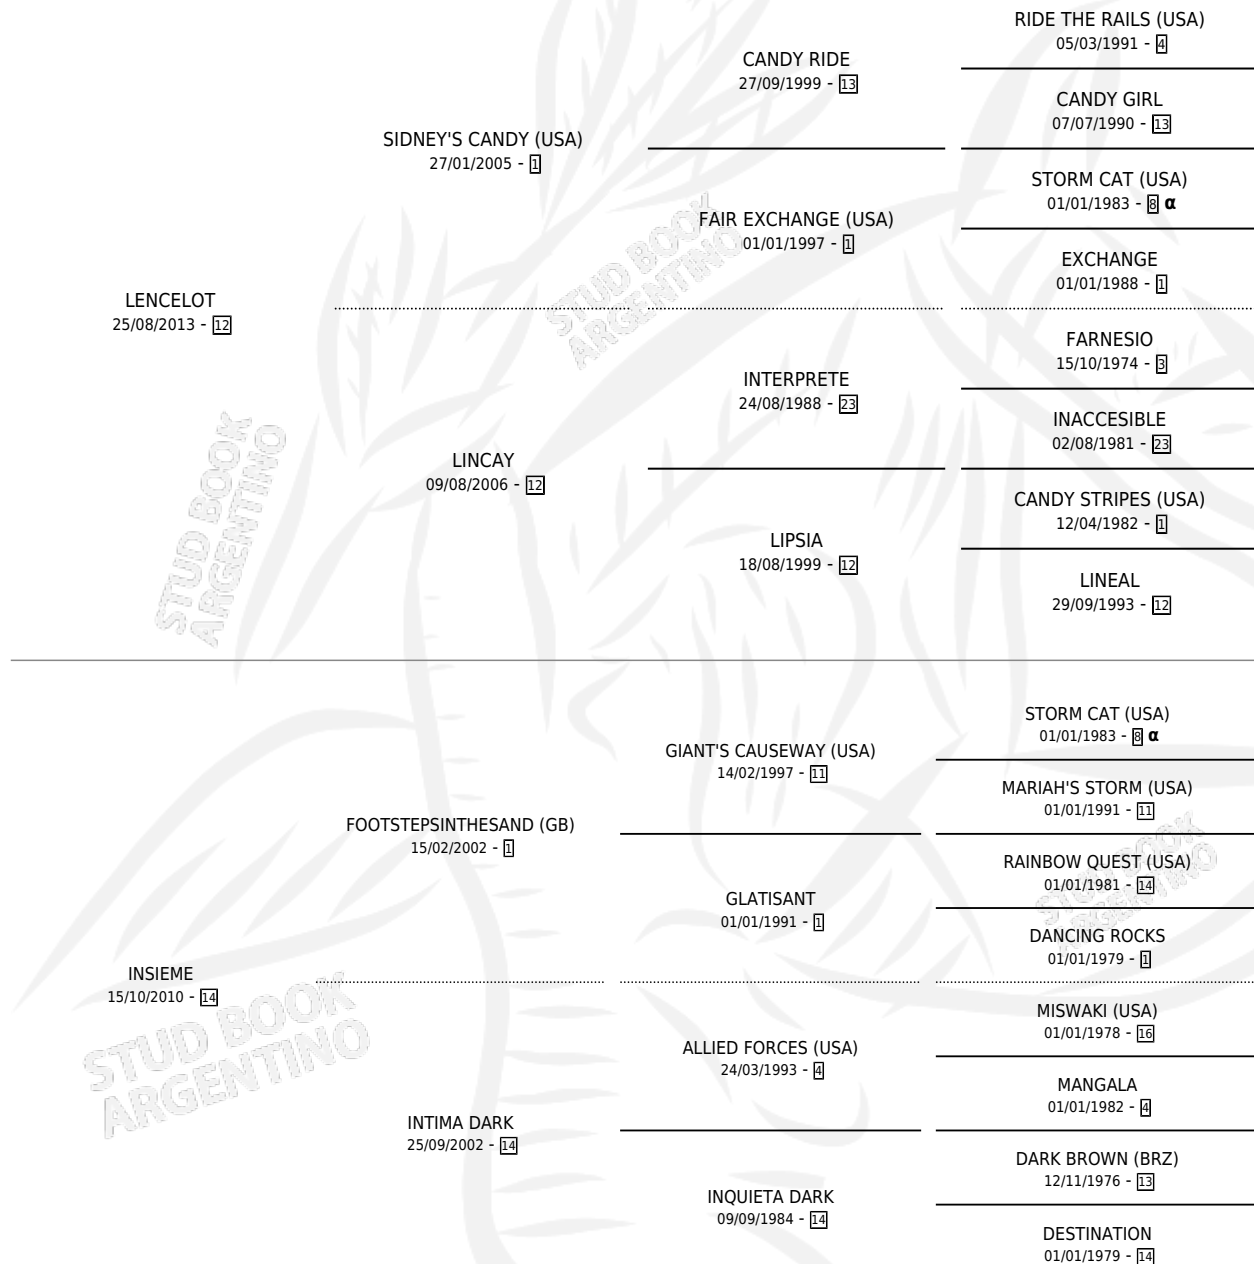 RIDE THE RAILS (USA)
05/03/1991 - 4
CANDY RIDE
27/09/1999 - 13
CANDY GIRL
07/07/1990 - 13
SIDNEY'S CANDY (USA)
27/01/2005 - 1
STORM CAT (USA)
01/01/1983 - 8 α
FAIR EXCHANGE (USA)
01/01/1997 - 1
EXCHANGE
01/01/1988 - 1
STUD BOOK
ARGENTINO
LENCELOT
25/08/2013 - 12
FARNESIO
15/10/1974 - 3
INTERPRETE
24/08/1988 - 23
INACCESIBLE
02/08/1981 - 23
LINCAY
09/08/2006 - 12
CANDY STRIPES (USA)
12/04/1982 - 1
LIPSIA
18/08/1999 - 12
LINEAL
29/09/1993 - 12
STUD BOOK
ARGENTINO
STORM CAT (USA)
01/01/1983 - 8 α
GIANT'S CAUSEWAY (USA)
14/02/1997 - 11
MARIAH'S STORM (USA)
01/01/1991 - 11
FOOTSTEPSINTHESAND (GB)
15/02/2002 - 1
RAINBOW QUEST (USA)
01/01/1981 - 14
GLATISANT
01/01/1991 - 1
DANCING ROCKS
01/01/1979 - 1
STUD BOOK
ARGENTINO
INSIEME
15/10/2010 - 14
MISWAKI (USA)
01/01/1978 - 16
ALLIED FORCES (USA)
24/03/1993 - 4
MANGALA
01/01/1982 - 4
STUD BOOK
ARGENTINO
INTIMA DARK
25/09/2002 - 14
DARK BROWN (BRZ)
12/11/1976 - 13
INQUIETA DARK
09/09/1984 - 14
DESTINATION
01/01/1979 - 14